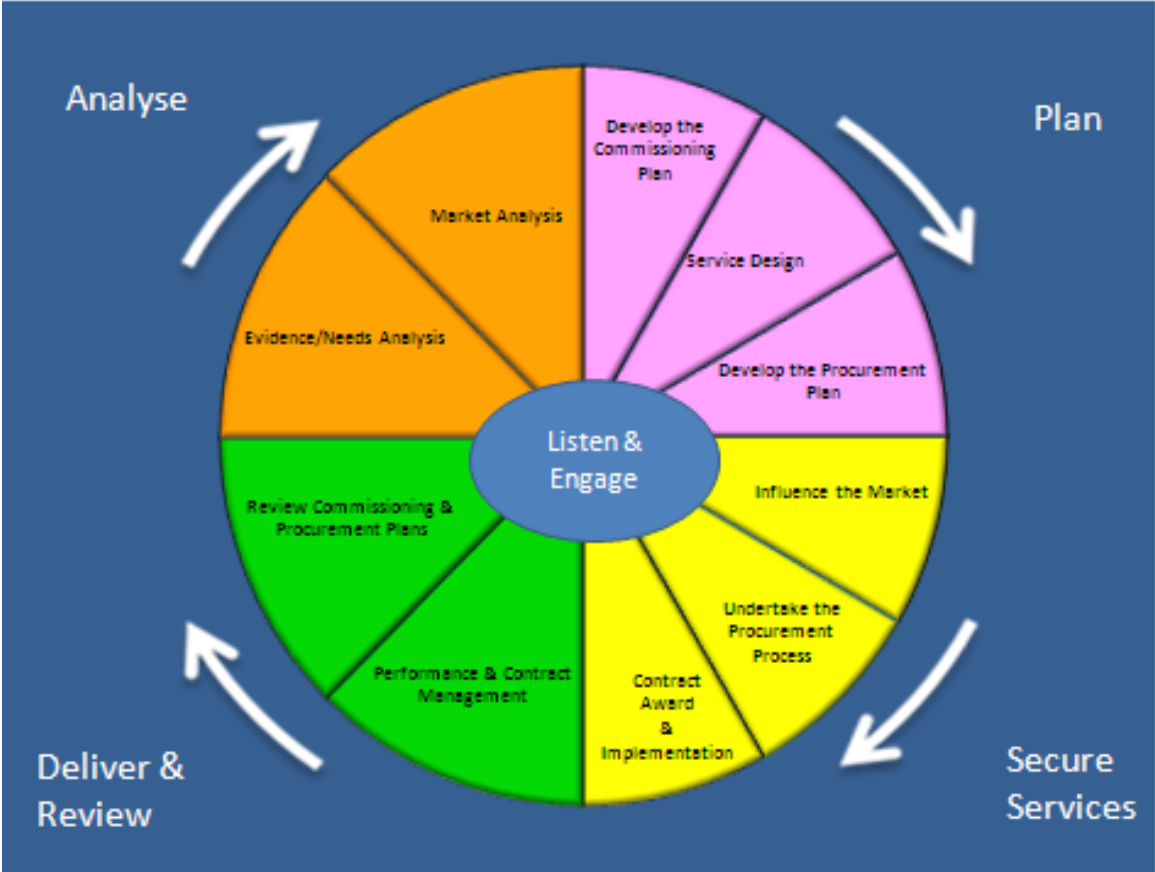 Analyse
Plan
Develop the
Commissioning
Plan
Market Analysis
Service Design
Evidence/Needs Analysis
Develop the Procurement
Plan
Listen &
Engage
Influence the Market
Review Commissioning &
Procurement Plans
Undertake the
Procurement
Process
Performance & Contract
Management
Contract
Award
&
Implementation
Deliver &
Review
Secure
Services